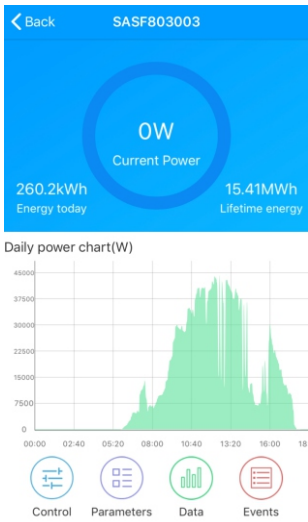 Back SASF803003
0W
Current Power
260.2kWh 15.41MWh
Energy today Lifetime energy
Daily power chart(W)
45000
37500
30000
22500
15000
7500
0
00:00 02:40 05:20 08:00 10:40 13:20 16:00 18
Control Parameters Data Events